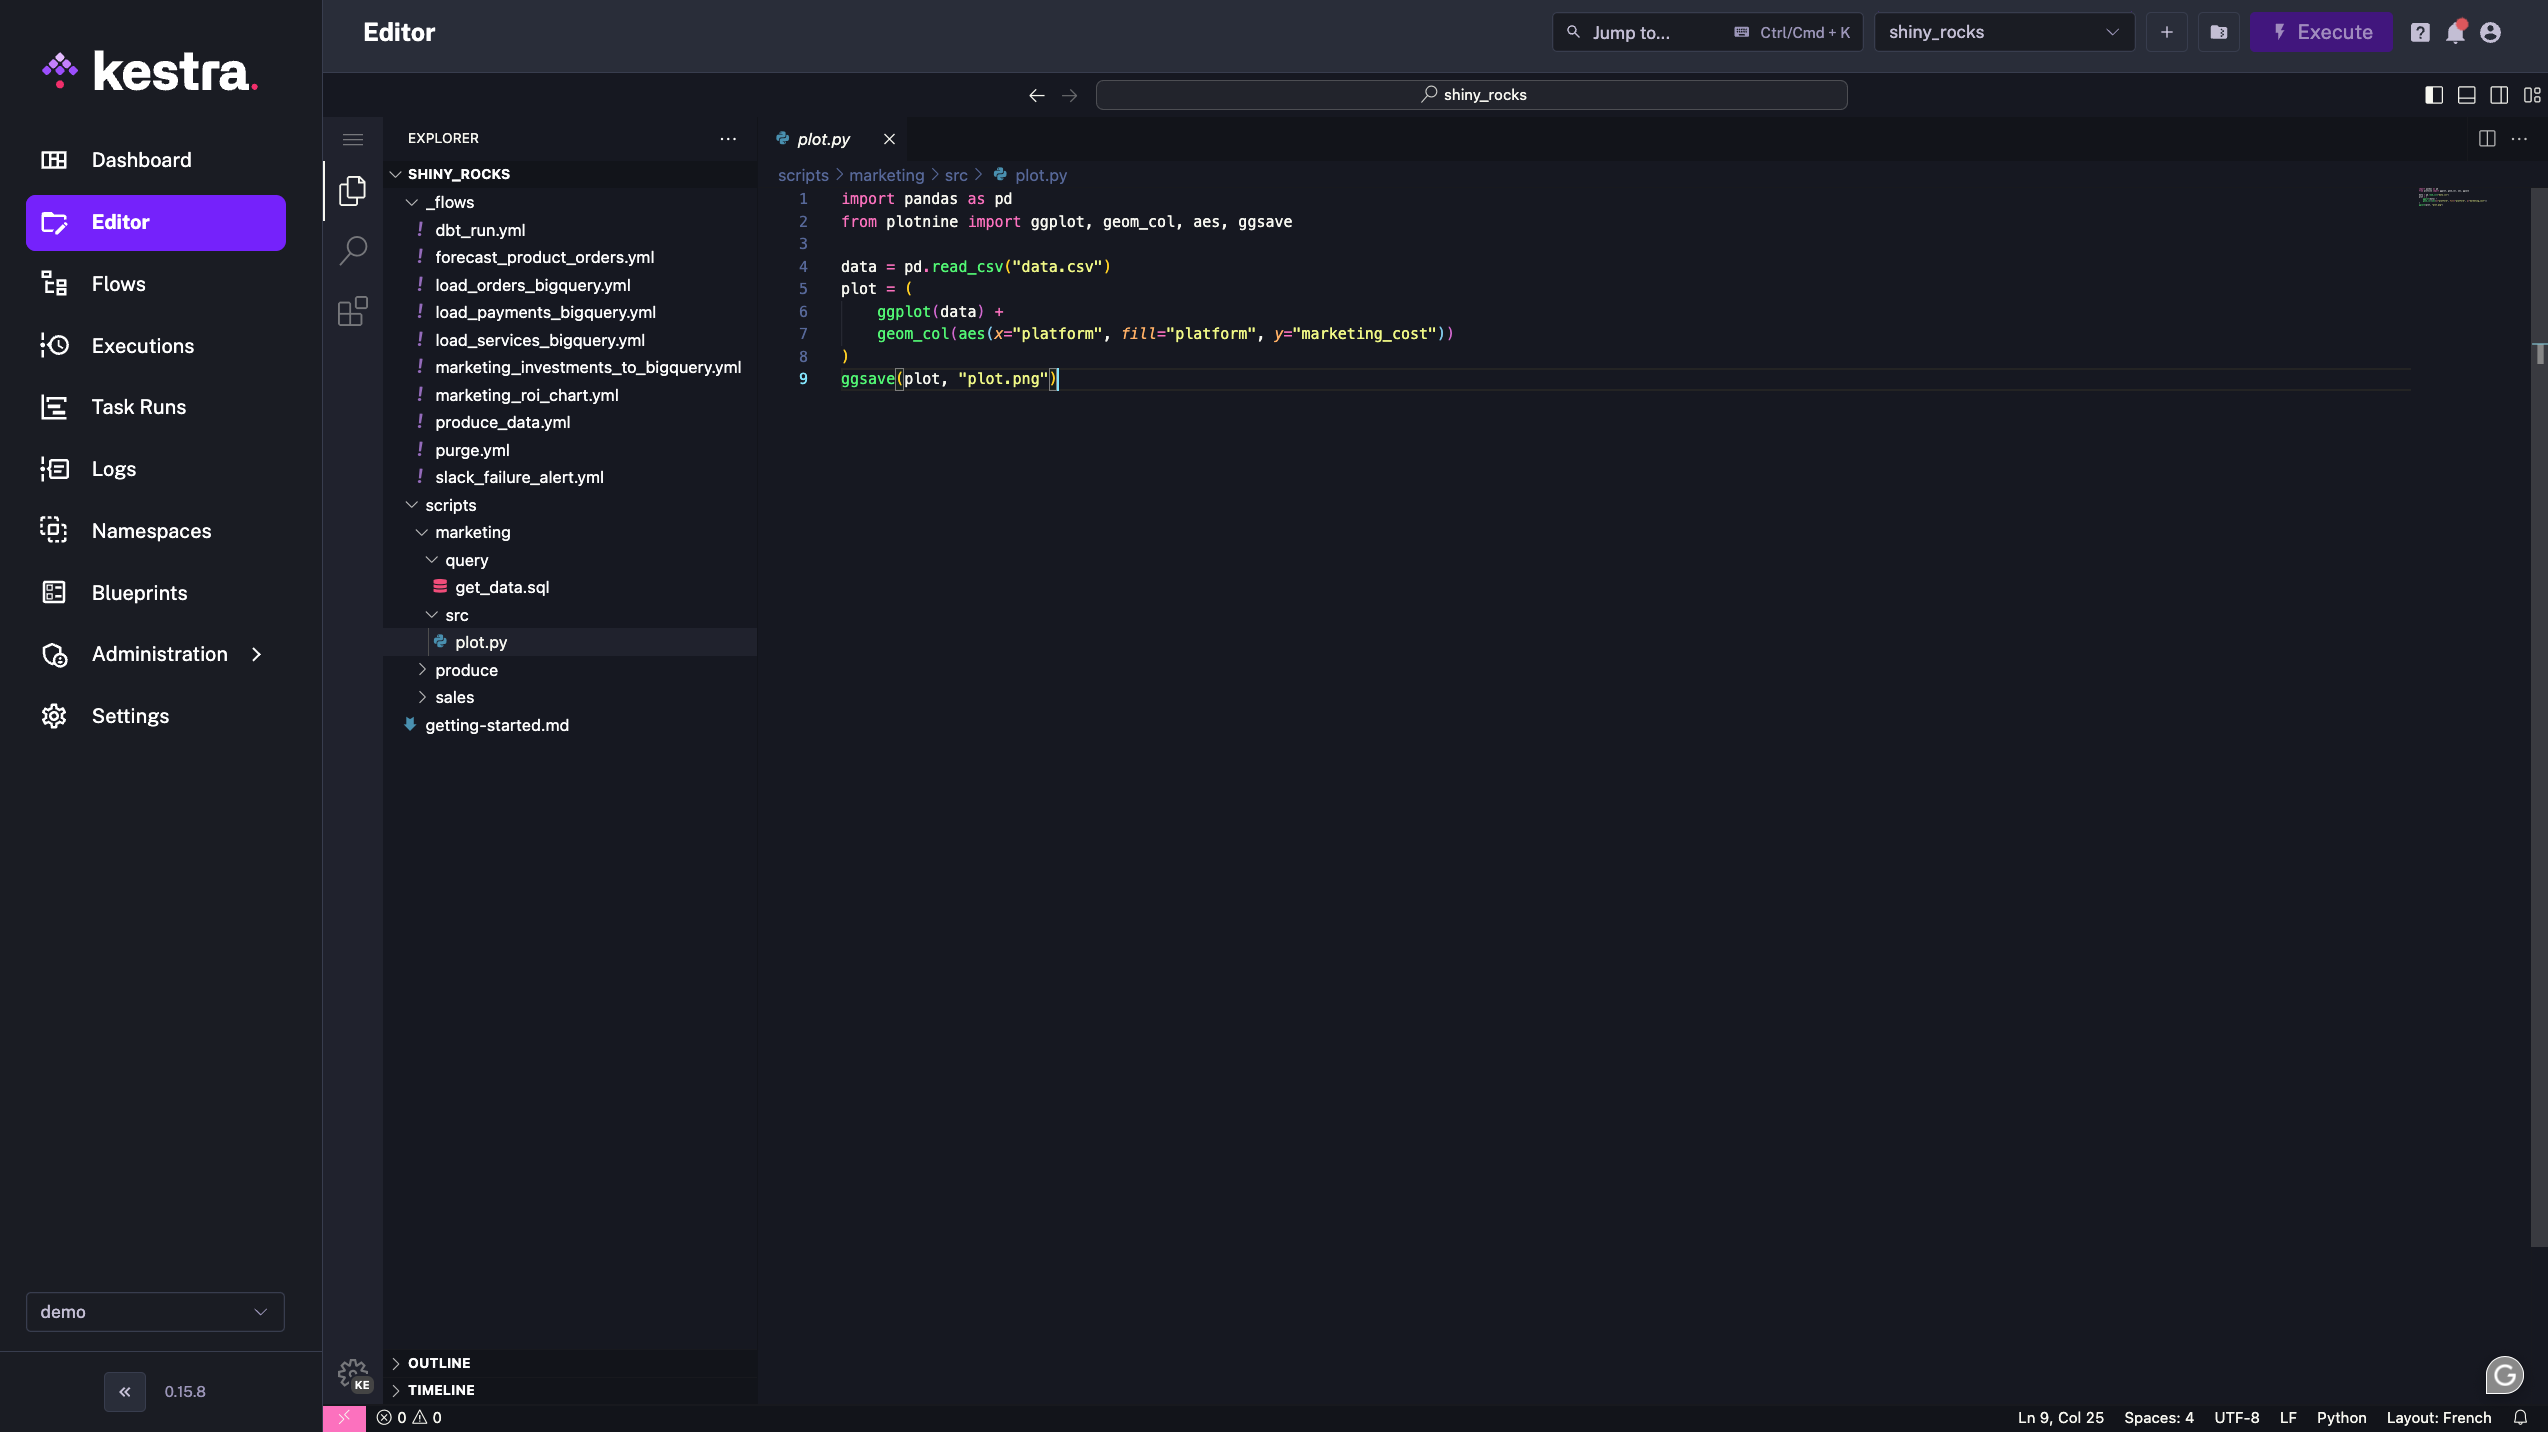 kestra.
Dashboard
Editor
Flows
Executions
Task Runs
Logs
Namespaces
Blueprints
Administration
Settings
demo
0.15.8
Editor
Jump to... Ctrl/Cmd + K
shiny_rocks
Execute
shiny_rocks
EXPLORER
SHINY_ROCKS
_flows
! dbt_run.yml
! forecast_product_orders.yml
! load_orders_bigquery.yml
! load_payments_bigquery.yml
! load_services_bigquery.yml
! marketing_investments_to_bigquery.yml
! marketing_roi_chart.yml
! produce_data.yml
! purge.yml
! slack_failure_alert.yml
scripts
marketing
query
get_data.sql
src
plot.py
produce
sales
getting-started.md
OUTLINE
TIMELINE
KE
plot.py
scripts > marketing > src > plot.py
1 import pandas as pd
2 from plotnine import ggplot, geom_col, aes, ggsave
3
4 data = pd.read_csv("data.csv")
5 plot = (
6 ggplot(data) +
7 geom_col(aes(x="platform", fill="platform", y="marketing_cost"))
8 )
9 ggsave(plot, "plot.png")
0 0
Ln 9, Col 25 Spaces: 4 UTF-8 LF Python Layout: French